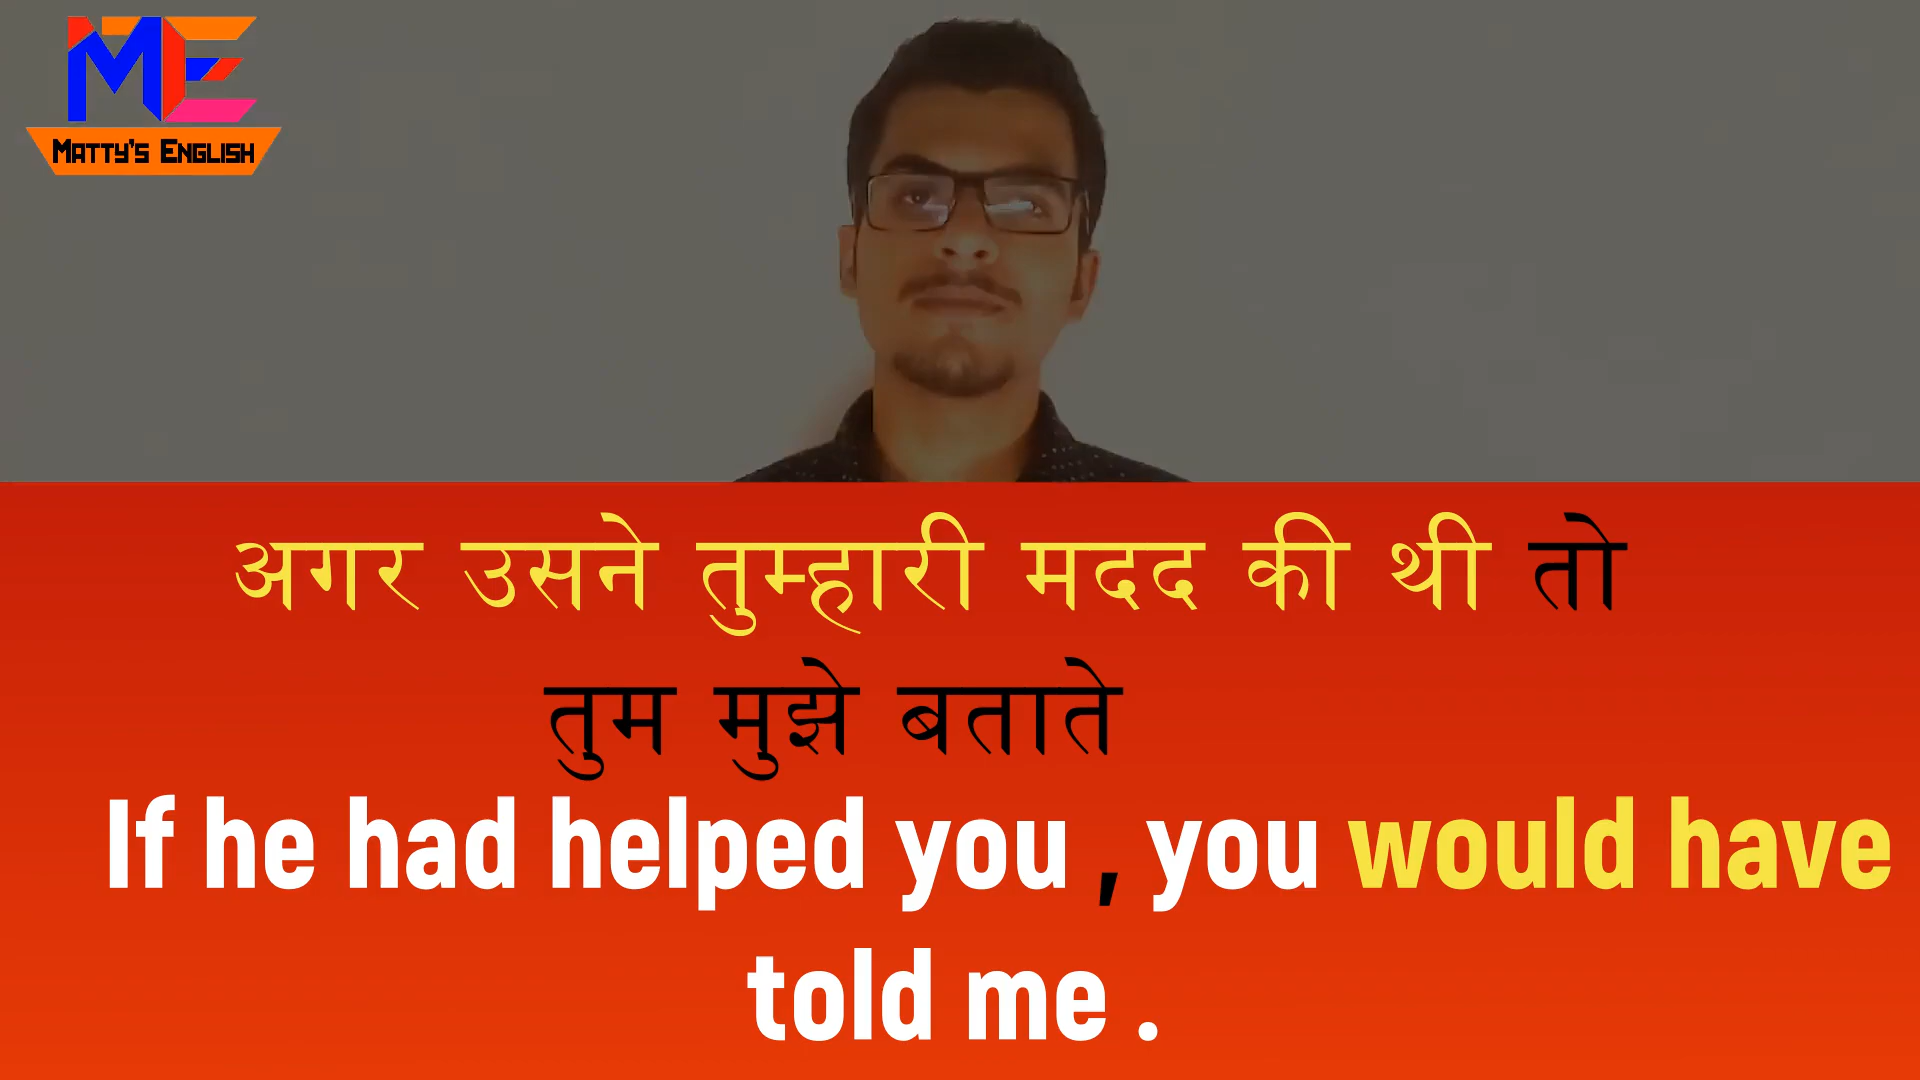 ME
MATTY'S ENGLISH
अगर उसने तुम्हारी मदद की थी तो
तुम मुझे बताते
If he had helped you , you would have
told me .